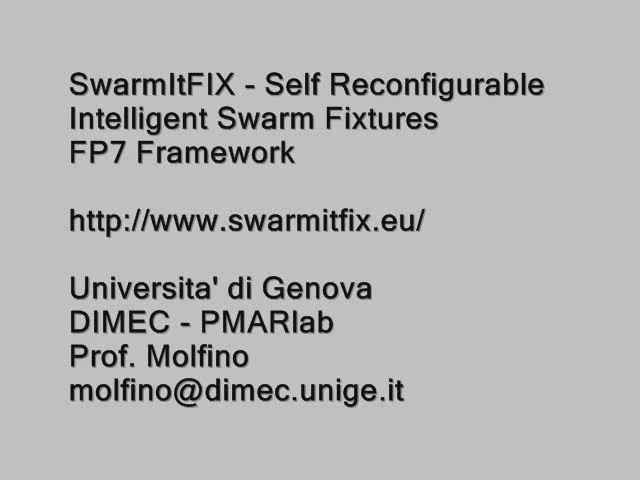 SwarmItFIX - Self Reconfigurable
Intelligent Swarm Fixtures
FP7 Framework
http://www.swarmitfix.eu/
Universita' di Genova
DIMEC - PMARlab
Prof. Molfino
molfino@dimec.unige.it